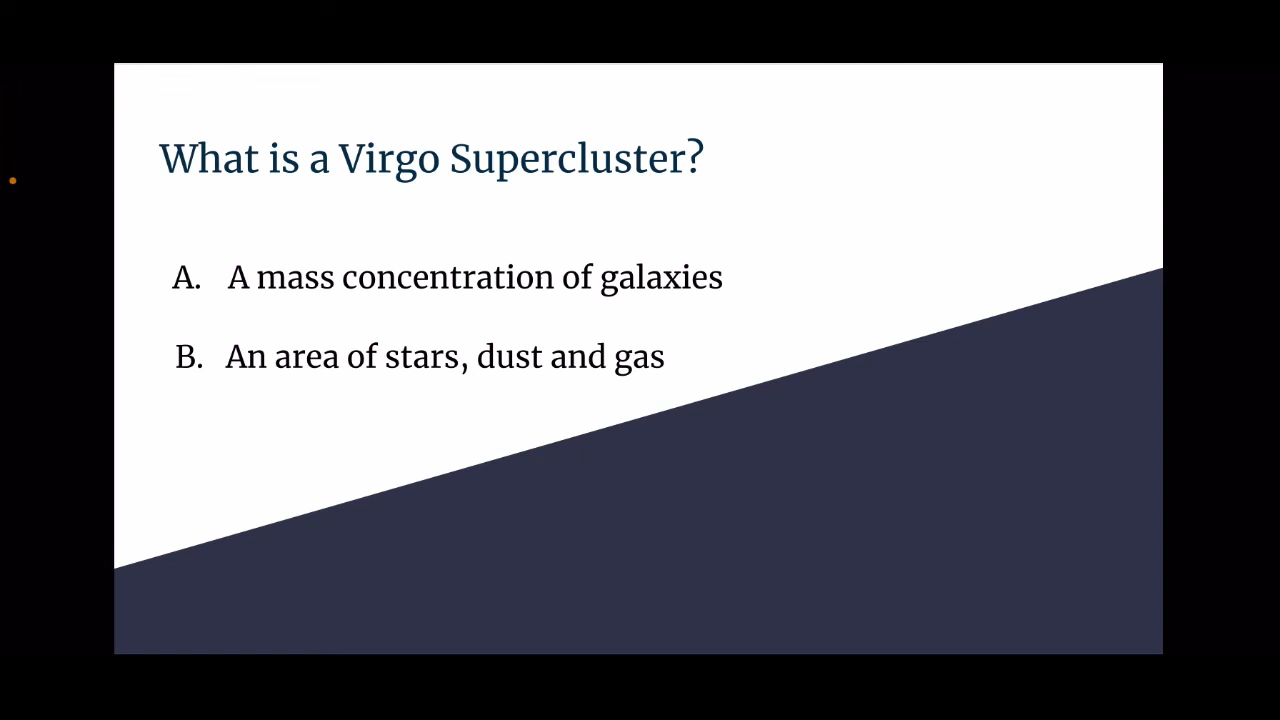 What is a Virgo Supercluster?
A. A mass concentration of galaxies
B. An area of stars, dust and gas